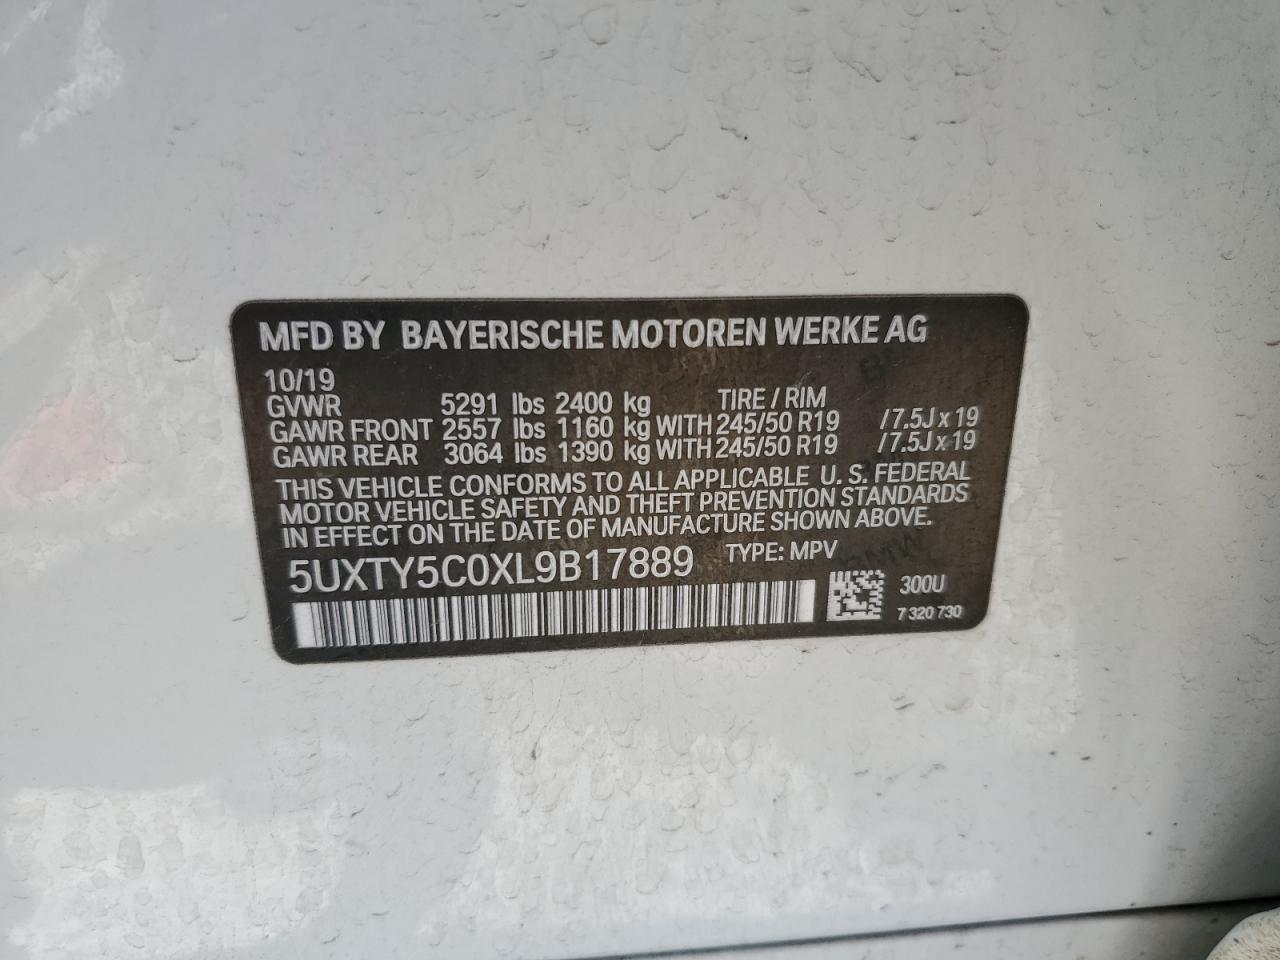 MFD BY BAYERISCHE MOTOREN WERKE AG
10/19
GVWR 5291 lbs 2400 kg TIRE / RIM
GAWR FRONT 2557 lbs 1160 kg WITH 245/50 R19 /7.5J x 19
GAWR REAR 3064 lbs 1390 kg WITH 245/50 R19 /7.5J x 19
THIS VEHICLE CONFORMS TO ALL APPLICABLE U. S. FEDERAL
MOTOR VEHICLE SAFETY AND THEFT PREVENTION STANDARDS
IN EFFECT ON THE DATE OF MANUFACTURE SHOWN ABOVE.
5UXTY5C0XL9B17889 TYPE: MPV
300U
7 320 730